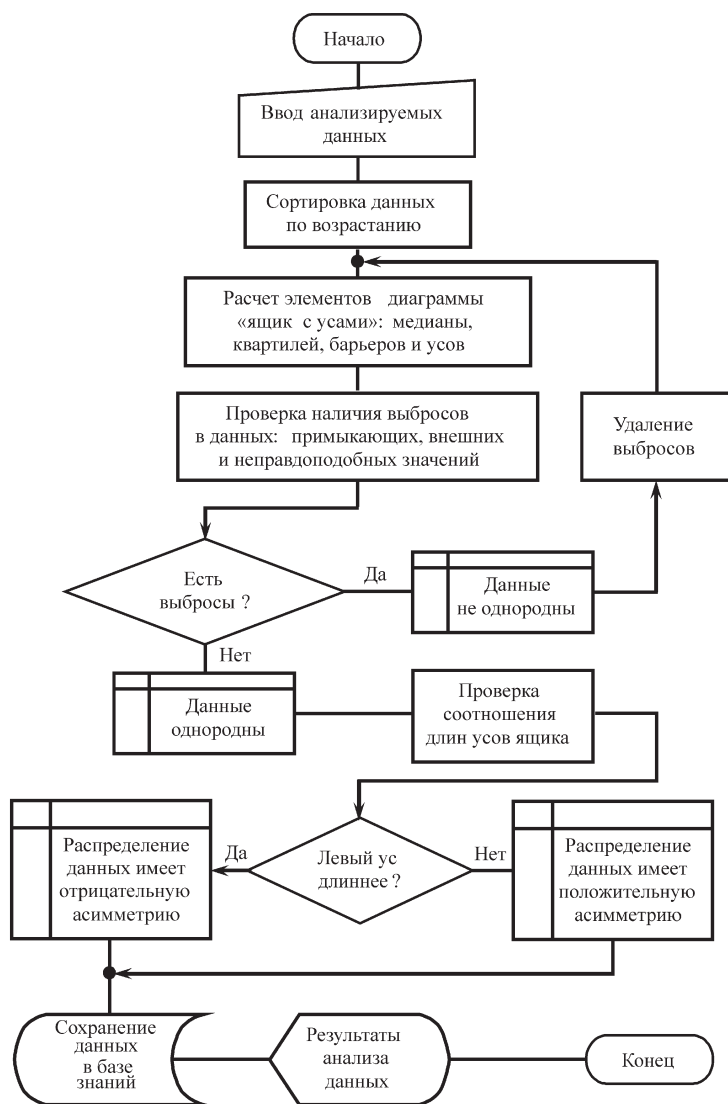 Начало
Ввод анализируемых
данных
Сортировка данных
по возрастанию
Расчет элементов диаграммы
«ящик с усами»: медианы,
квартилей, барьеров и усов
Проверка наличия выбросов
в данных: примыкающих, внешних
и неправдоподобных значений
Удаление
выбросов
Есть
выбросы ?
Да
Данные
не однородны
Нет
Данные
однородны
Проверка
соотношения
длин усов ящика
Левый ус
длиннее ?
Да
Распределение
данных имеет
отрицательную
асимметрию
Нет
Распределение
данных имеет
положительную
асимметрию
Сохранение
данных
в базе
знаний
Результаты
анализа
данных
Конец